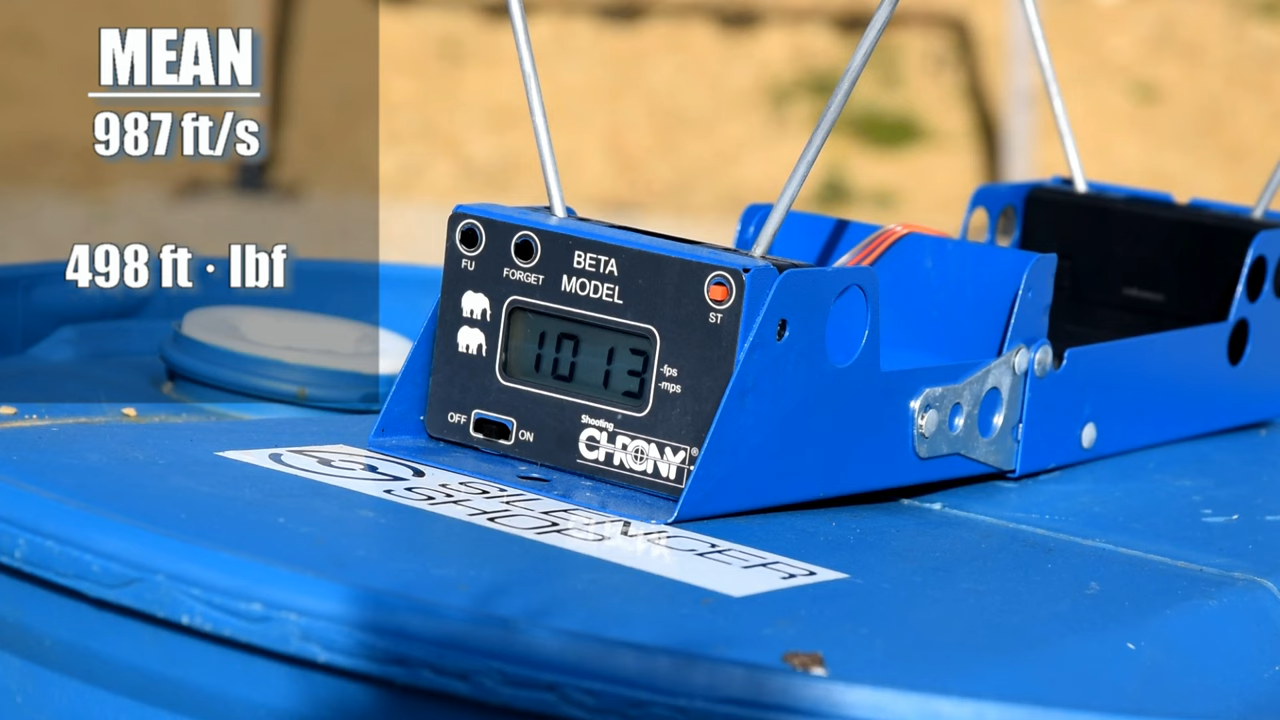 MEAN
987 ft/s
498 ft · lbf
FU
FORGET
BETA
MODEL
ST
1013
-fps
-mps
OFF
ON
Shooting
CHRONY®
SILENCER
SHOP